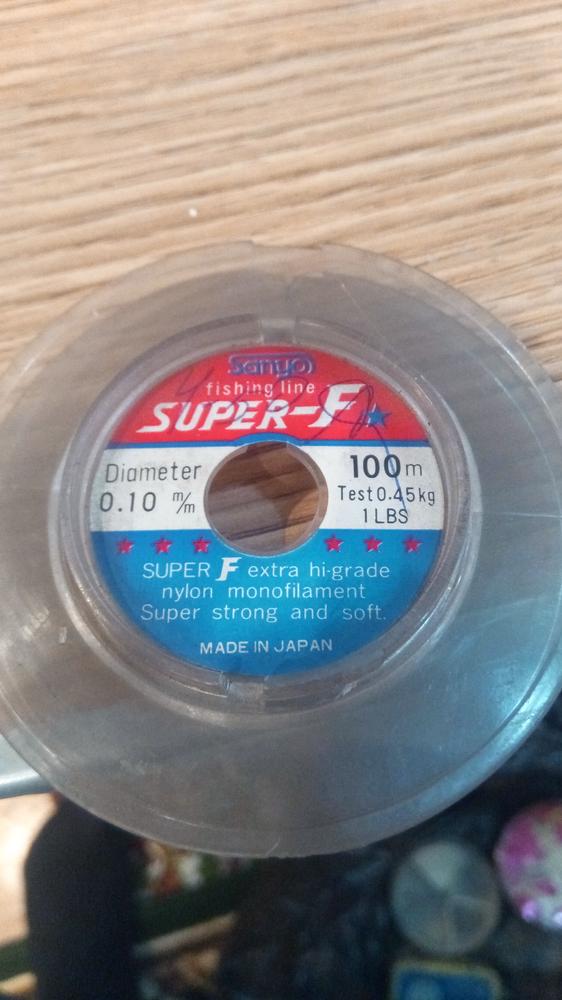 Sanyo
fishing line
SUPER-F
Diameter
0.10 m/m
100m
Test 0.45kg
1 LBS
SUPER F extra hi-grade
nylon monofilament
Super strong and soft.
MADE IN JAPAN